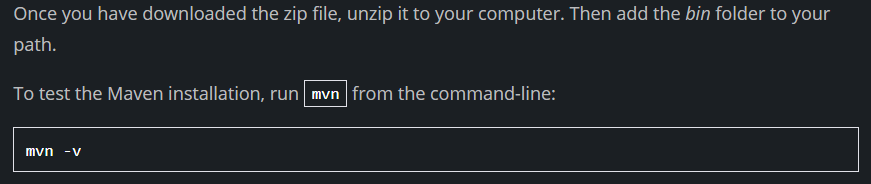 Once you have downloaded the zip file, unzip it to your computer. Then add the bin folder to your
path.
To test the Maven installation, run mvn from the command-line:
mvn -v